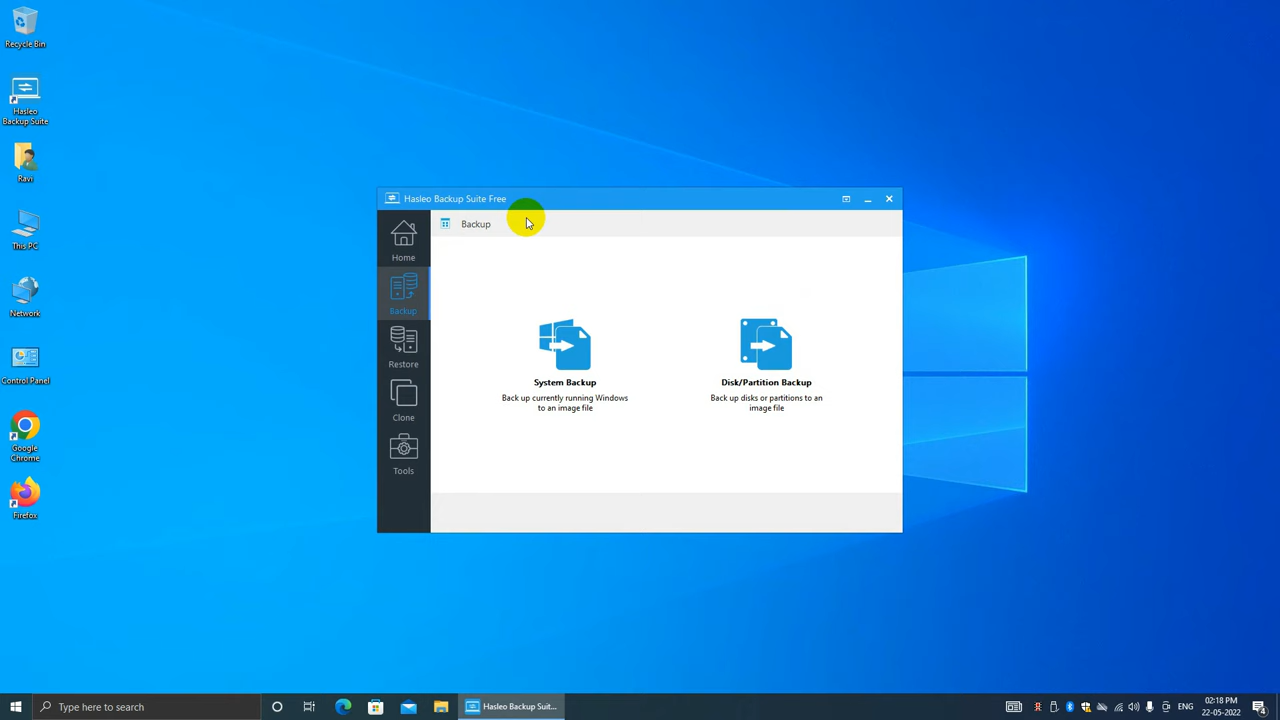 Recycle Bin
Hasleo
Backup Suite
Ravi
This PC
Network
Control Panel
Google
Chrome
Firefox
Hasleo Backup Suite Free
Backup
Home
Backup
Restore
Clone
Tools
System Backup
Back up currently running Windows
to an image file
Disk/Partition Backup
Back up disks or partitions to an
image file
Type here to search
Hasleo Backup Suit...
ENG
02:18 PM
22-05-2022